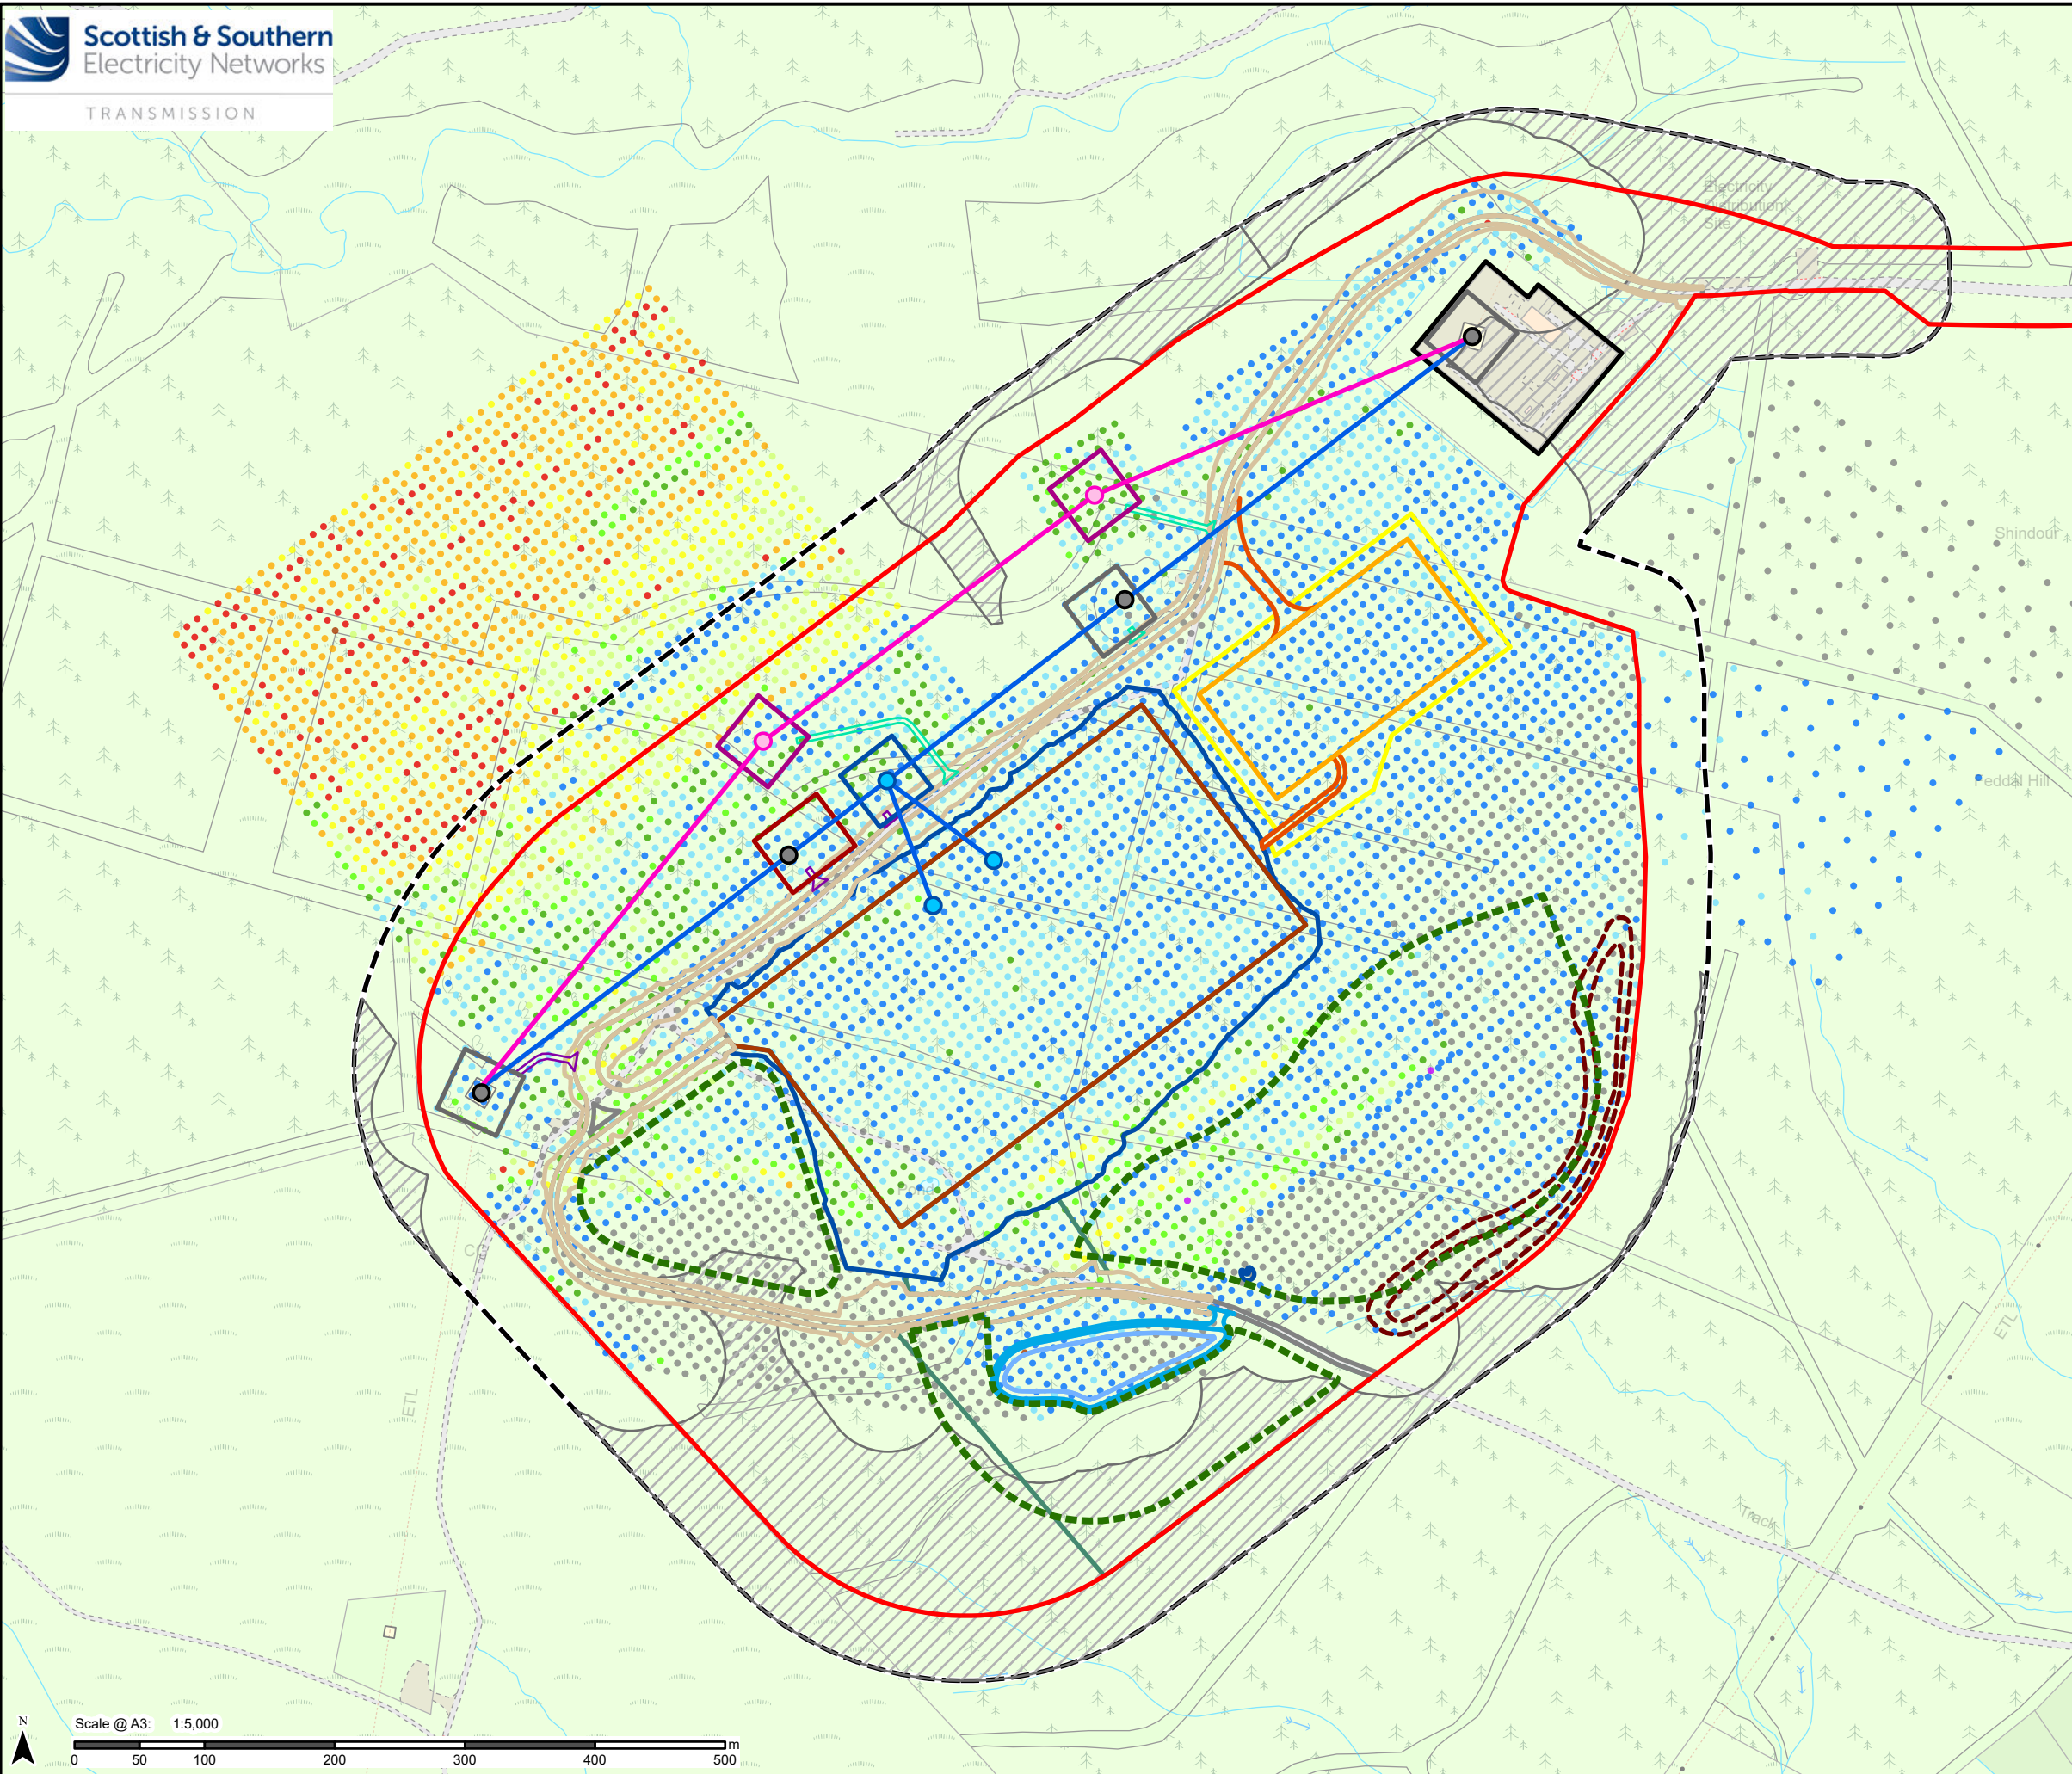 Scottish & Southern
Electricity Networks
TRANSMISSION
Electricity
Distribution
Site
Shindour
Feddal Hill
Pond
ETL
ETL
Track
N
Scale @ A3: 1:5,000
0 50 100 200 300 400 500 m